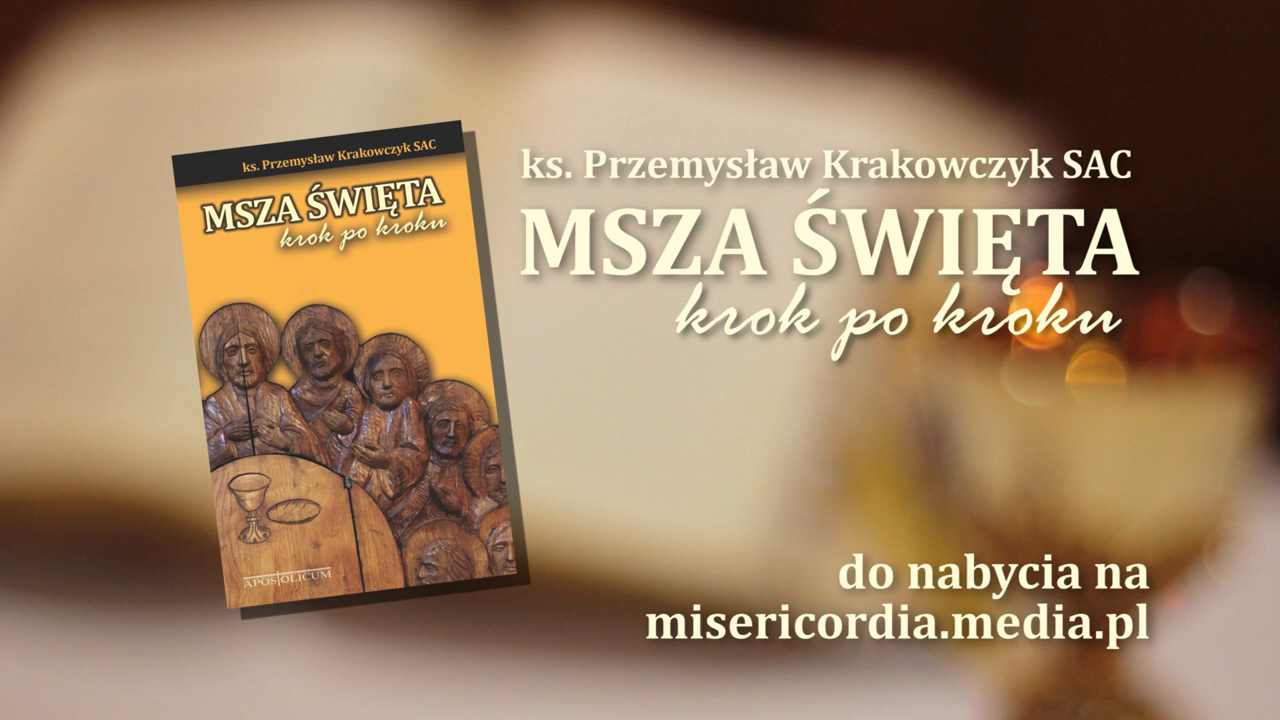 ks. Przemysław Krakowczyk SAC
MSZA ŚWIĘTA
krok po kroku
APOSTOLICUM
ks. Przemysław Krakowczyk SAC
MSZA ŚWIĘTA
krok po kroku
do nabycia na
misericordia.media.pl